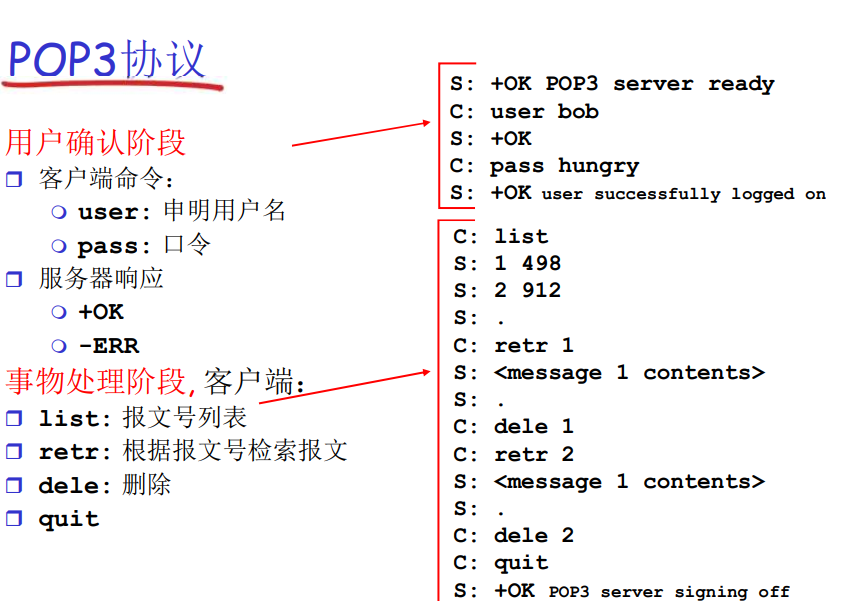 POP3协议
用户确认阶段
客户端命令:
user: 申明用户名
pass: 口令
服务器响应
+OK
-ERR
事物处理阶段, 客户端:
list: 报文号列表
retr: 根据报文号检索报文
dele: 删除
quit
S: +OK POP3 server ready
C: user bob
S: +OK
C: pass hungry
S: +OK user successfully logged on
C: list
S: 1 498
S: 2 912
S: .
C: retr 1
S: <message 1 contents>
S: .
C: dele 1
C: retr 2
S: <message 1 contents>
S: .
C: dele 2
C: quit
S: +OK POP3 server signing off